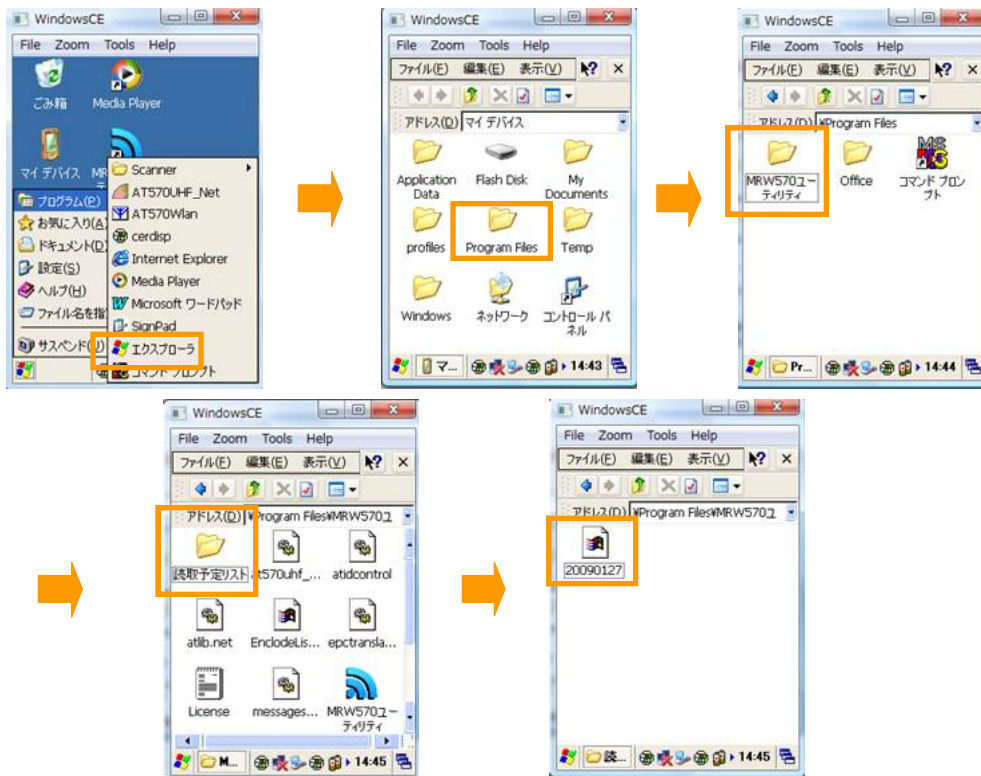 WindowsCE
File Zoom Tools Help
ごみ箱 Media Player
マイ デバイス
プログラム(P)
お気に入り(A)
ドキュメント(D)
設定(S)
ヘルプ(H)
ファイル名を指
サスペンド(U)
Scanner
AT570UHF_Net
AT570Wlan
cerdisp
Internet Explorer
Media Player
Microsoft ワードパッド
SignPad
エクスプローラ
コマンド プロンプト
WindowsCE
File Zoom Tools Help
ファイル(F) 編集(E) 表示(V)
アドレス(D) マイ デバイス
Application Data
Flash Disk
My Documents
profiles
Program Files
Temp
Windows
ネットワーク
コントロール パネル
マ... 14:43
WindowsCE
File Zoom Tools Help
ファイル(F) 編集(E) 表示(V)
アドレス(D) ¥Program Files
MRW570ユーティリティ
Office
MS
コマンド プロンプト
Pr... 14:44
WindowsCE
File Zoom Tools Help
ファイル(F) 編集(E) 表示(V)
アドレス(D) ¥Program Files¥MRW570ユ
読取予定リスト
at570uhf_...
atidcontrol
atlib.net
EnclodeLis...
epctransla...
License
messages...
MRW570ユーティリティ
M... 14:45
WindowsCE
File Zoom Tools Help
ファイル(F) 編集(E) 表示(V)
アドレス(D) ¥Program Files¥MRW570ユ
20090127
読... 14:45